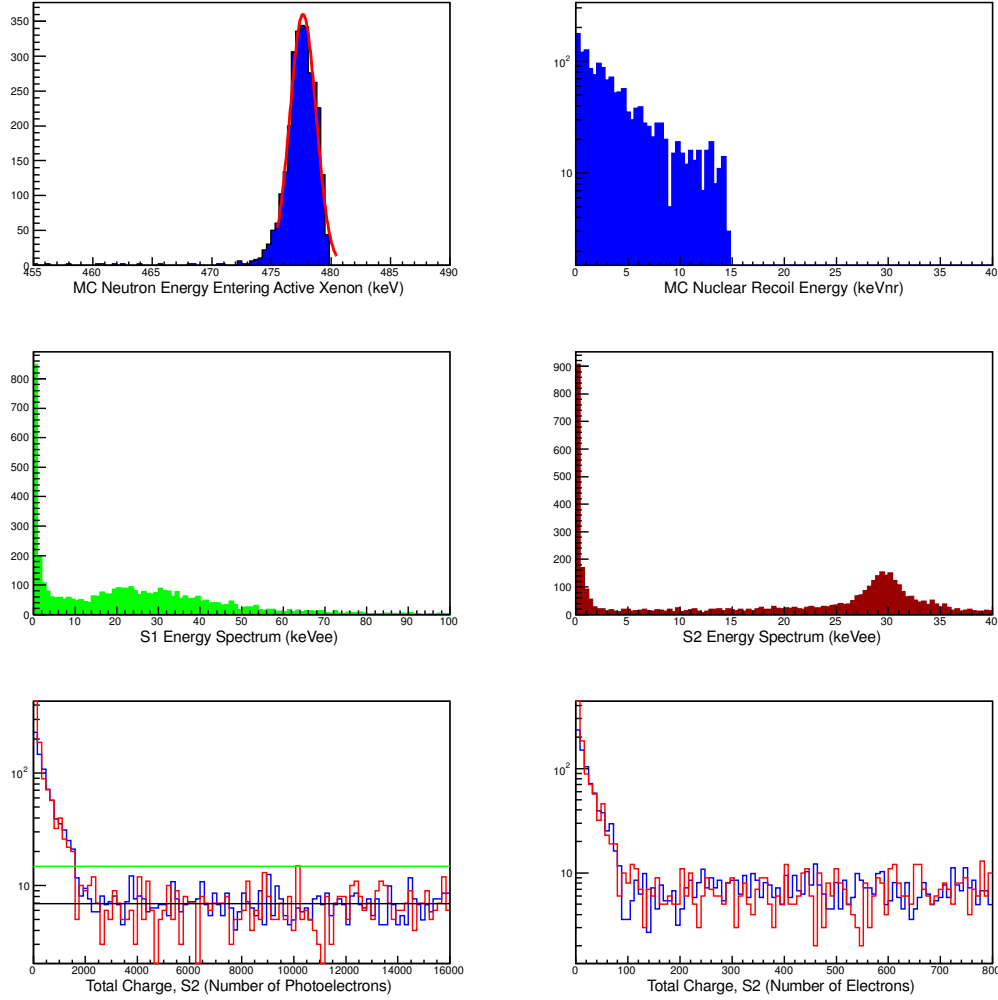 350
300
250
200
150
100
50
0
455 460 465 470 475 480 485 490
MC Neutron Energy Entering Active Xenon (keV)
10²
10
0 5 10 15 20 25 30 35 40
MC Nuclear Recoil Energy (keVnr)
800
700
600
500
400
300
200
100
0
0 10 20 30 40 50 60 70 80 90 100
S1 Energy Spectrum (keVee)
900
800
700
600
500
400
300
200
100
0
0 5 10 15 20 25 30 35 40
S2 Energy Spectrum (keVee)
10²
10
0 2000 4000 6000 8000 10000 12000 14000 16000
Total Charge, S2 (Number of Photoelectrons)
10²
10
0 100 200 300 400 500 600 700 800
Total Charge, S2 (Number of Electrons)